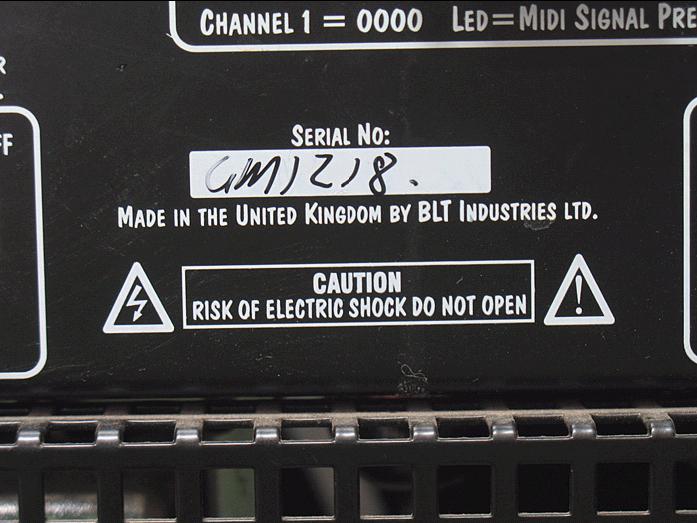 CHANNEL 1 = 0000 LED=MIDI SIGNAL PRE
R
FF
SERIAL NO:
GM1218.
MADE IN THE UNITED KINGDOM BY BLT INDUSTRIES LTD.
CAUTION
RISK OF ELECTRIC SHOCK DO NOT OPEN